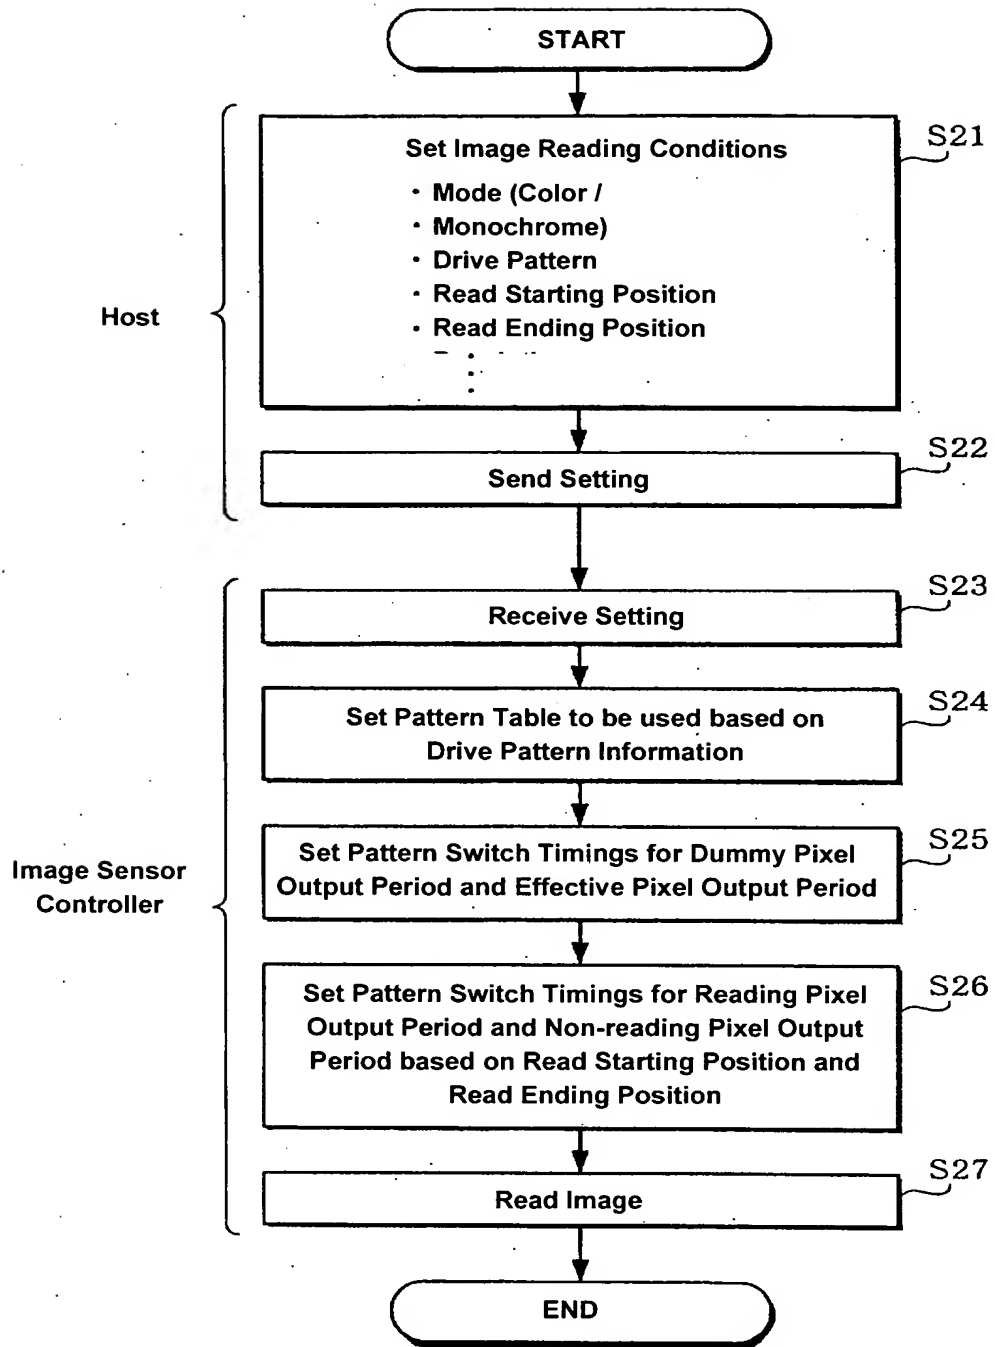 START
S21
Set Image Reading Conditions
· Mode (Color /
· Monochrome)
· Drive Pattern
· Read Starting Position
· Read Ending Position
Host
S22
Send Setting
S23
Receive Setting
S24
Set Pattern Table to be used based on
Drive Pattern Information
S25
Set Pattern Switch Timings for Dummy Pixel
Output Period and Effective Pixel Output Period
Image Sensor
Controller
S26
Set Pattern Switch Timings for Reading Pixel
Output Period and Non-reading Pixel Output
Period based on Read Starting Position and
Read Ending Position
S27
Read Image
END